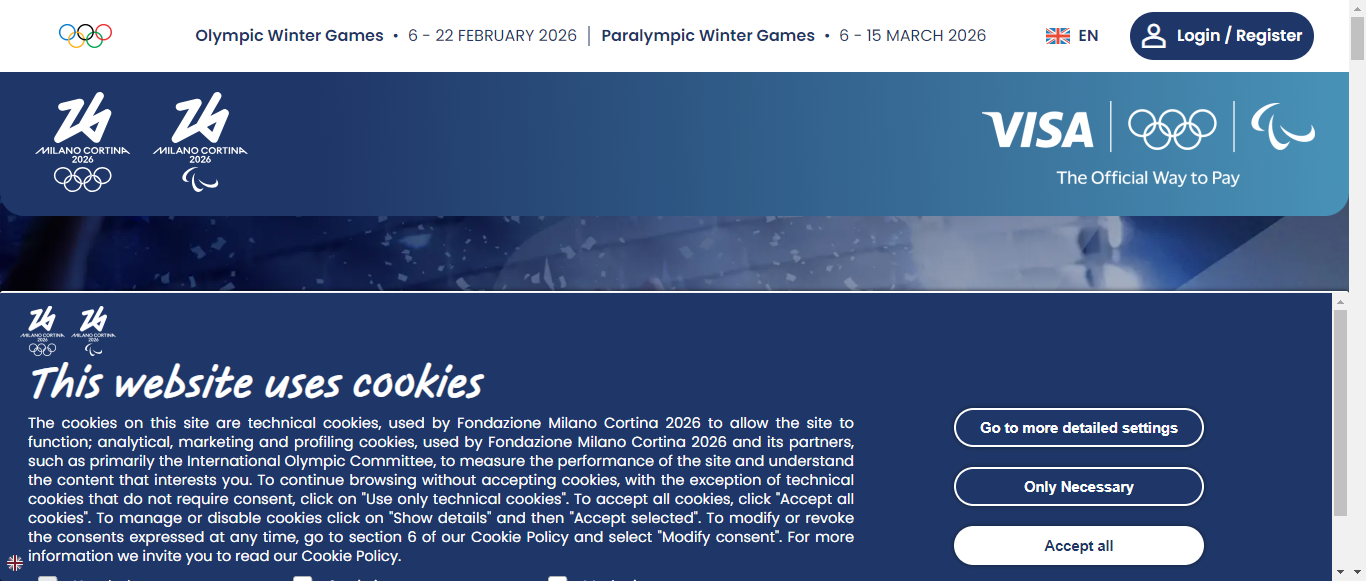 Olympic Winter Games • 6 - 22 FEBRUARY 2026 | Paralympic Winter Games • 6 - 15 MARCH 2026
EN
Login / Register
MILANO CORTINA
2026
MILANO CORTINA
2026
VISA
The Official Way to Pay
MILANO CORTINA
2026
MILANO CORTINA
2026
This website uses cookies
The cookies on this site are technical cookies, used by Fondazione Milano Cortina 2026 to allow the site to
function; analytical, marketing and profiling cookies, used by Fondazione Milano Cortina 2026 and its partners,
such as primarily the International Olympic Committee, to measure the performance of the site and understand
the content that interests you. To continue browsing without accepting cookies, with the exception of technical
cookies that do not require consent, click on "Use only technical cookies". To accept all cookies, click "Accept all
cookies". To manage or disable cookies click on "Show details" and then "Accept selected". To modify or revoke
the consents expressed at any time, go to section 6 of our Cookie Policy and select "Modify consent". For more
information we invite you to read our Cookie Policy.
Go to more detailed settings
Only Necessary
Accept all